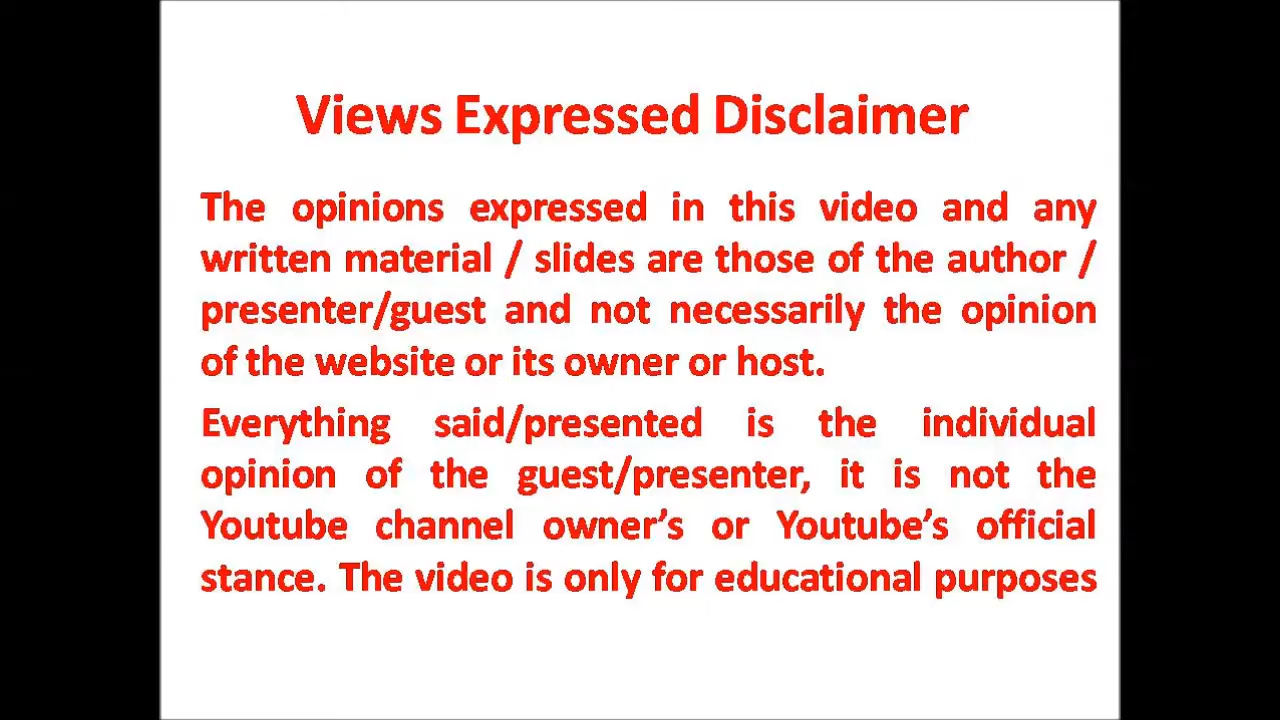 Views Expressed Disclaimer
The opinions expressed in this video and any
written material / slides are those of the author /
presenter/guest and not necessarily the opinion
of the website or its owner or host.
Everything said/presented is the individual
opinion of the guest/presenter, it is not the
Youtube channel owner’s or Youtube’s official
stance. The video is only for educational purposes